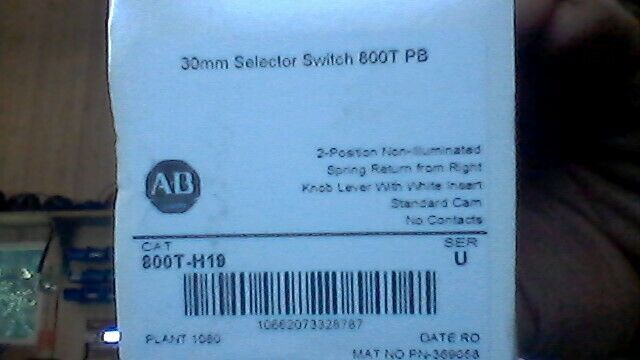 30mm Selector Switch 800T PB
2-Position Non-Illuminated
Spring Return from Right
Knob Lever With White Insert
Standard Cam
No Contacts
AB
CAT
SER
800T-H19
U
10662073328787
PLANT 1080
DATE RO
MAT NO PN-369658